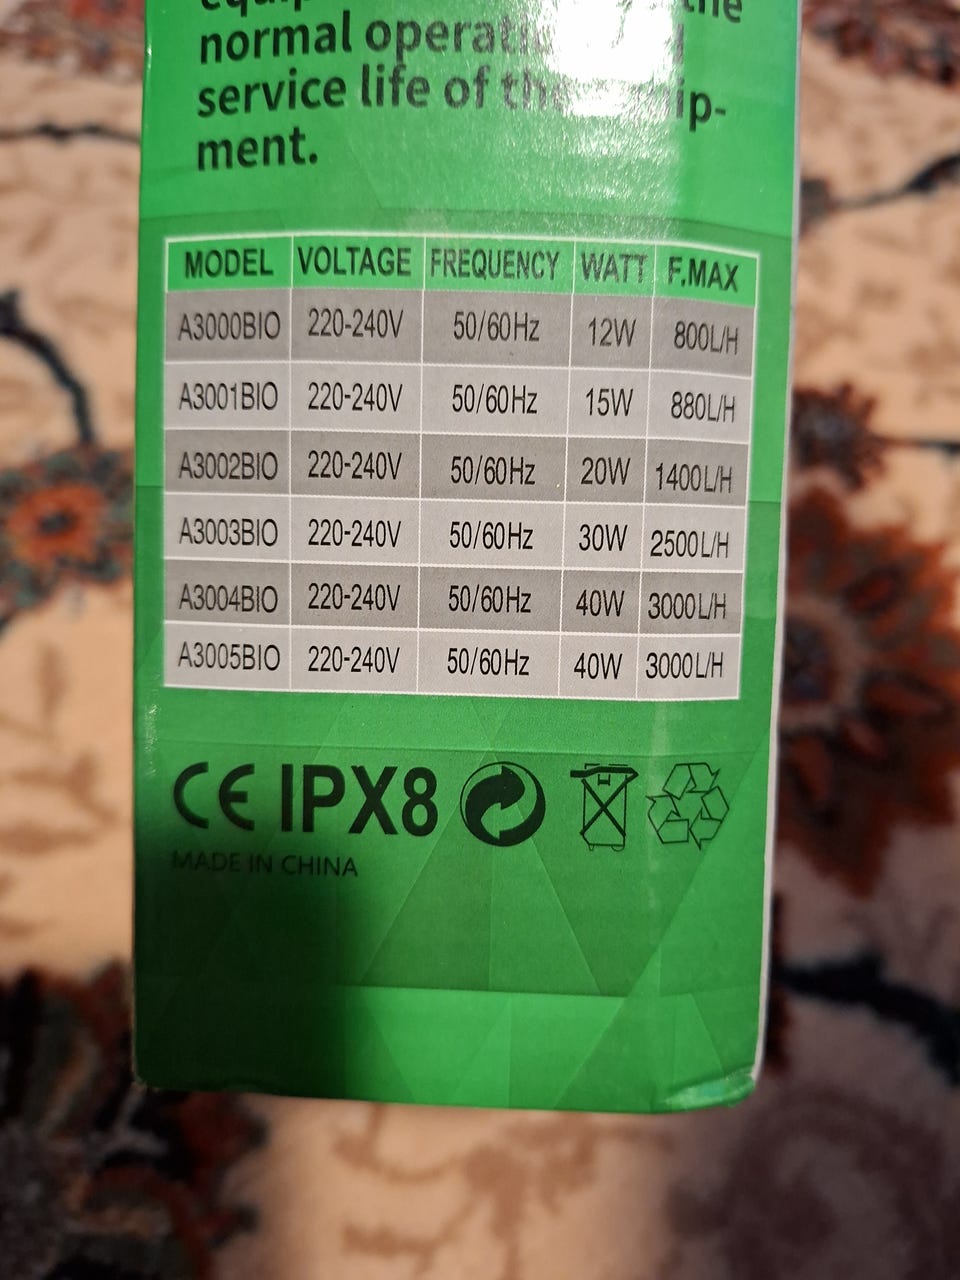 the
normal
service life of
ment.
MODEL VOLTAGE FREQUENCY WATT F.MAX
A3000BIO 220-240V 50/60Hz 12W 800L/H
A3001BIO 220-240V 50/60Hz 15W 880L/H
A3002BIO 220-240V 50/60Hz 20W 1400L/H
A3003BIO 220-240V 50/60Hz 30W 2500L/H
A3004BIO 220-240V 50/60Hz 40W 3000L/H
A3005BIO 220-240V 50/60Hz 40W 3000L/H
CE IPX8
MADE IN CHINA